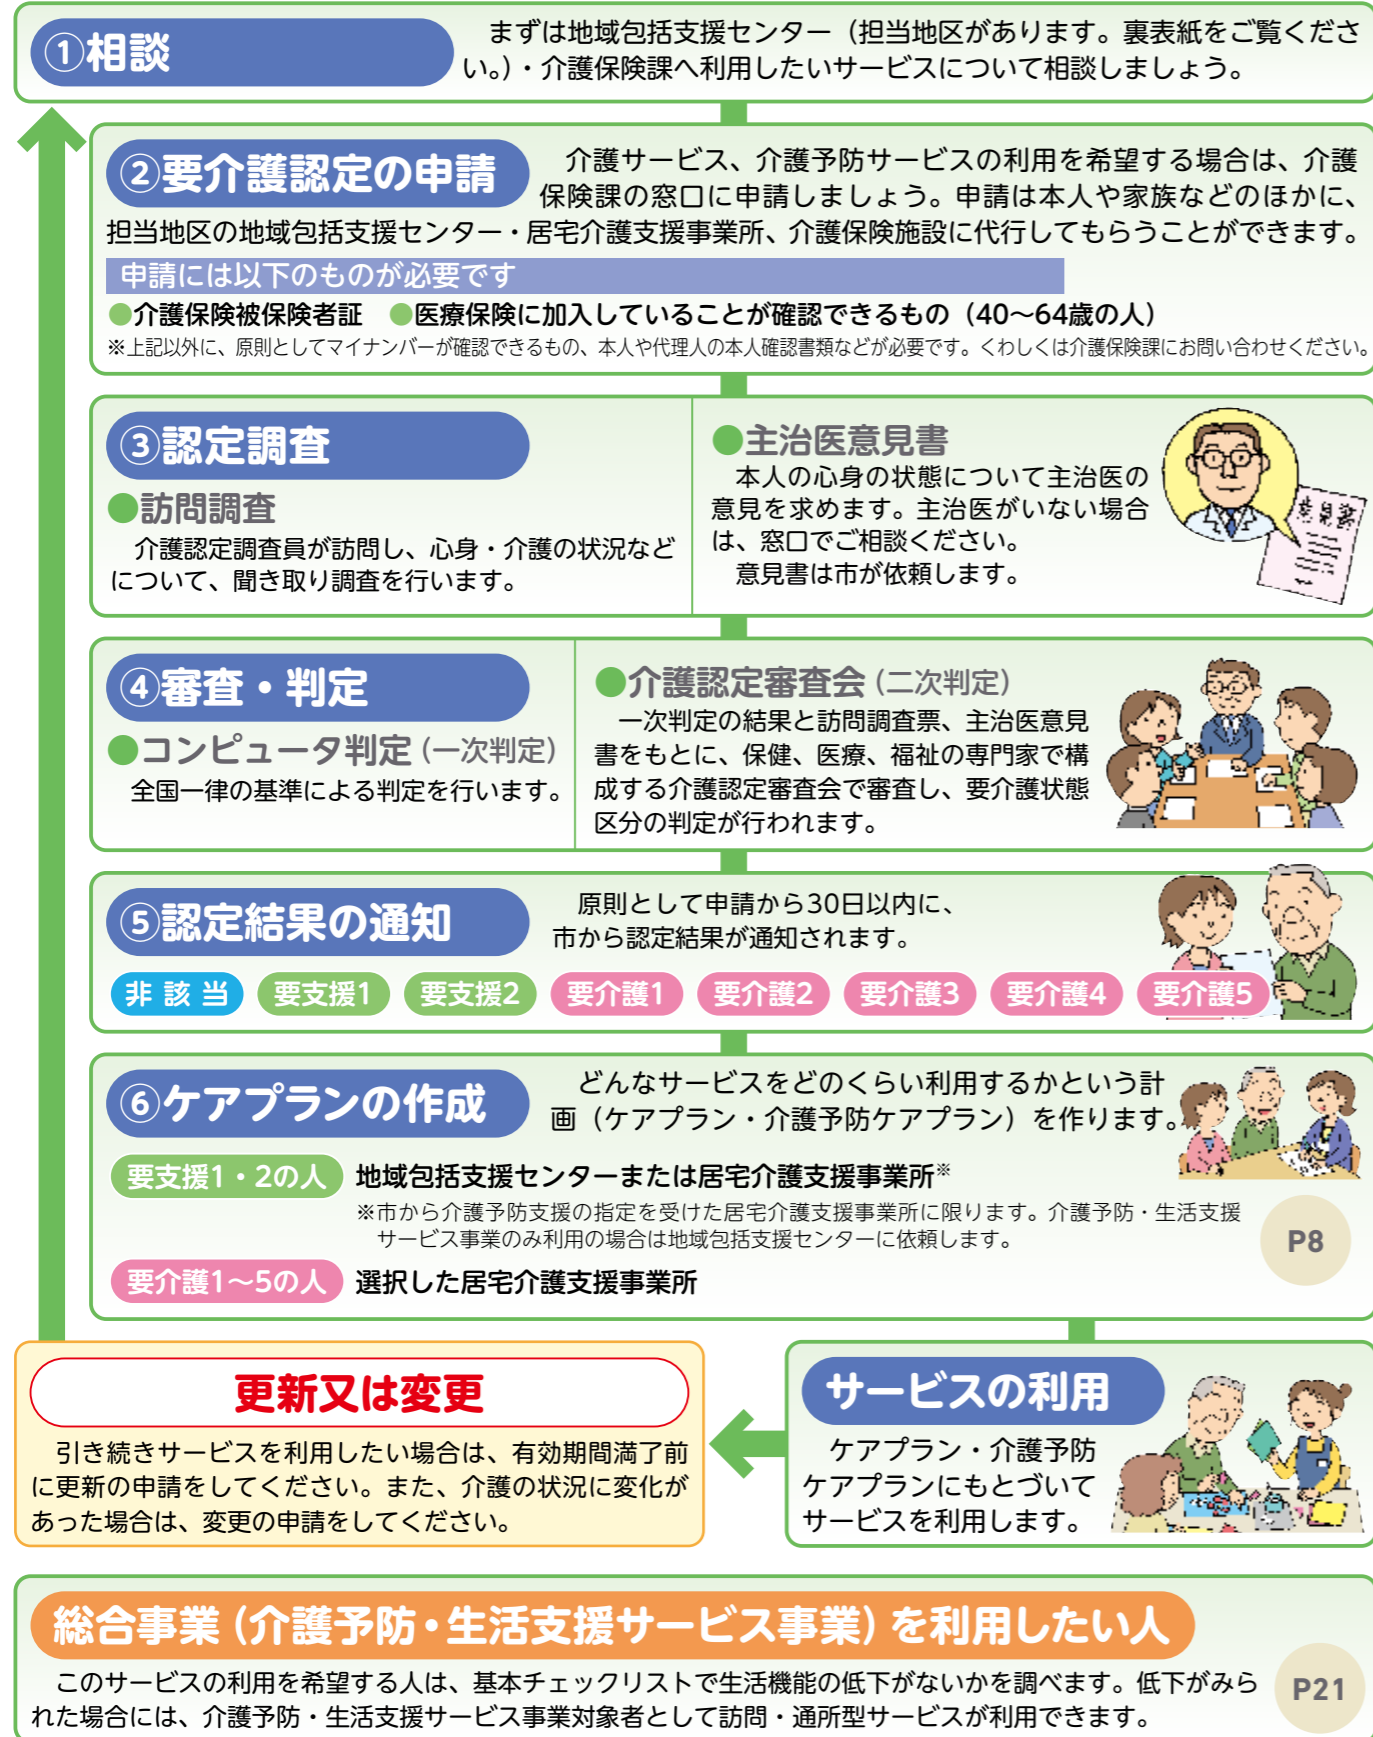 ①相談
まずは地域包括支援センター（担当地区があります。裏表紙をご覧くださ
い。）・介護保険課へ利用したいサービスについて相談しましょう。
②要介護認定の申請
介護サービス、介護予防サービスの利用を希望する場合は、介護
保険課の窓口に申請しましょう。申請は本人や家族などのほかに、
担当地区の地域包括支援センター・居宅介護支援事業所、介護保険施設に代行してもらうことができます。
申請には以下のものが必要です
●介護保険被保険者証　●医療保険に加入していることが確認できるもの（40～64歳の人）
※上記以外に、原則としてマイナンバーが確認できるもの、本人や代理人の本人確認書類などが必要です。くわしくは介護保険課にお問い合わせください。
③認定調査
●訪問調査
介護認定調査員が訪問し、心身・介護の状況など
について、聞き取り調査を行います。
●主治医意見書
本人の心身の状態について主治医の
意見を求めます。主治医がいない場合
は、窓口でご相談ください。
意見書は市が依頼します。
意見書
④審査・判定
●コンピュータ判定（一次判定）
全国一律の基準による判定を行います。
●介護認定審査会（二次判定）
一次判定の結果と訪問調査票、主治医意見
書をもとに、保健、医療、福祉の専門家で構
成する介護認定審査会で審査し、要介護状態
区分の判定が行われます。
⑤認定結果の通知
原則として申請から30日以内に、
市から認定結果が通知されます。
非該当　要支援1　要支援2　要介護1　要介護2　要介護3　要介護4　要介護5
⑥ケアプランの作成
どんなサービスをどのくらい利用するかという計
画（ケアプラン・介護予防ケアプラン）を作ります。
要支援1・2の人　地域包括支援センターまたは居宅介護支援事業所※
※市から介護予防支援の指定を受けた居宅介護支援事業所に限ります。介護予防・生活支援
サービス事業のみ利用の場合は地域包括支援センターに依頼します。
P8
要介護1～5の人　選択した居宅介護支援事業所
サービスの利用
ケアプラン・介護予防
ケアプランにもとづいて
サービスを利用します。
更新又は変更
引き続きサービスを利用したい場合は、有効期間満了前
に更新の申請をしてください。また、介護の状況に変化が
あった場合は、変更の申請をしてください。
総合事業（介護予防・生活支援サービス事業）を利用したい人
このサービスの利用を希望する人は、基本チェックリストで生活機能の低下がないかを調べます。低下がみら
れた場合には、介護予防・生活支援サービス事業対象者として訪問・通所型サービスが利用できます。
P21